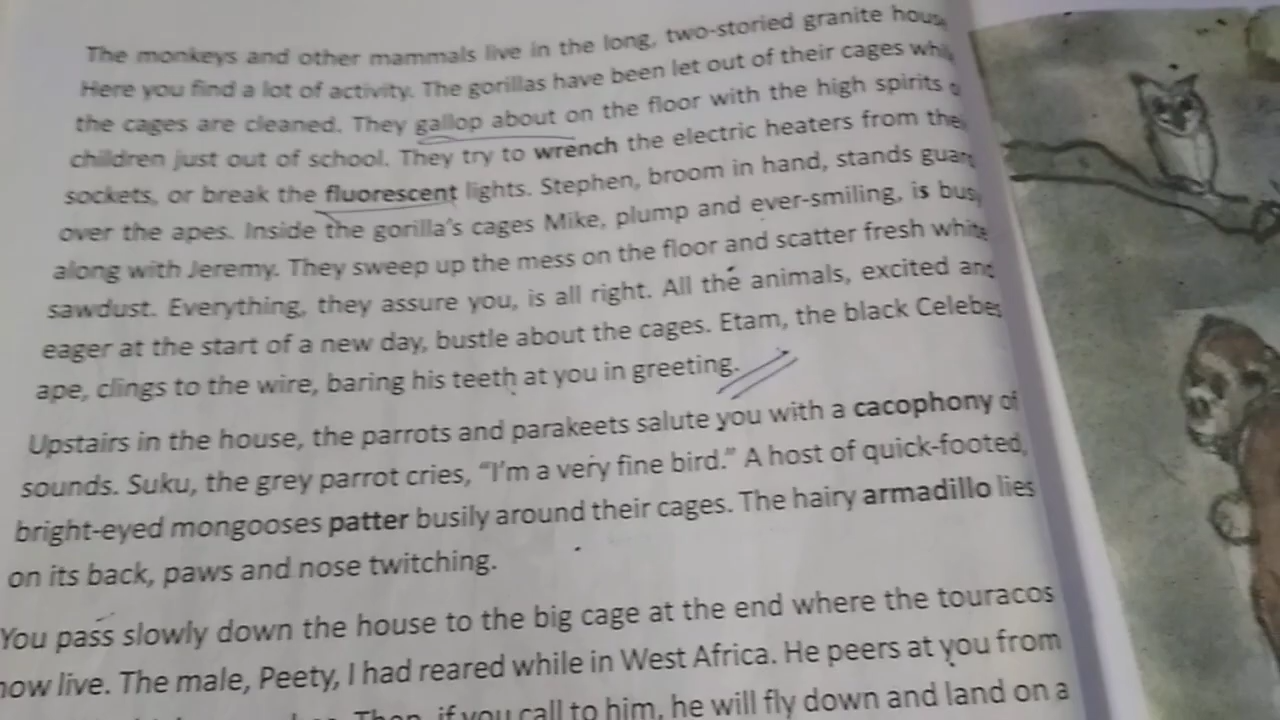 The monkeys and other mammals live in the long, two-storied granite
Here you find a lot of activity. The gorillas have been let out of their cages
the cages are cleaned. They gallop about on the floor with the high spirits
children just out of school. They try to wrench the electric heaters from the
sockets, or break the fluorescent lights. Stephen, broom in hand, stands
over the apes. Inside the gorilla's cages Mike, plump and ever-smiling, is
along with Jeremy. They sweep up the mess on the floor and scatter fresh white
sawdust. Everything, they assure you, is all right. All the animals, excited and
eager at the start of a new day, bustle about the cages. Etam, the black Celebes
ape, clings to the wire, baring his teeth at you in greeting.
Upstairs in the house, the parrots and parakeets salute you with a cacophony of
sounds. Suku, the grey parrot cries, “I'm a very fine bird.” A host of quick-footed,
bright-eyed mongooses patter busily around their cages. The hairy armadillo lies
on its back, paws and nose twitching.
You pass slowly down the house to the big cage at the end where the touracos
now live. The male, Peety, I had reared while in West Africa. He peers at you from
Then, if you call to him, he will fly down and land on a